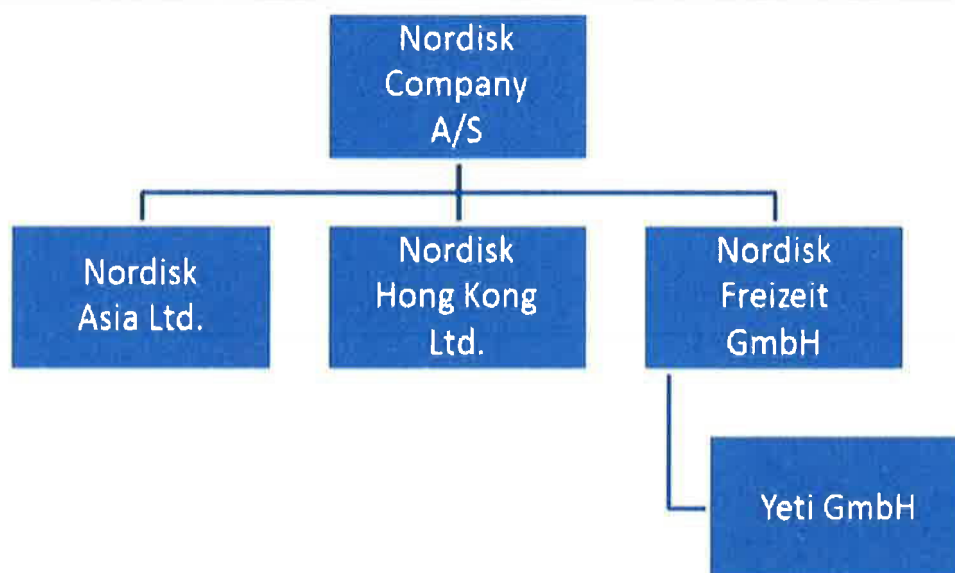 Nordisk
Company
A/S
Nordisk
Asia Ltd.
Nordisk
Hong Kong
Ltd.
Nordisk
Freizeit
GmbH
Yeti GmbH